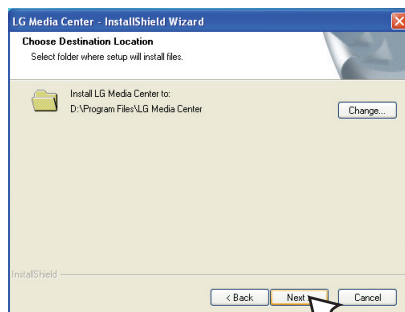 LG Media Center - InstallShield Wizard
Choose Destination Location
Select folder where setup will install files.
Install LG Media Center to:
D:\Program Files\LG Media Center
Change...
InstallShield
< Back Next Cancel